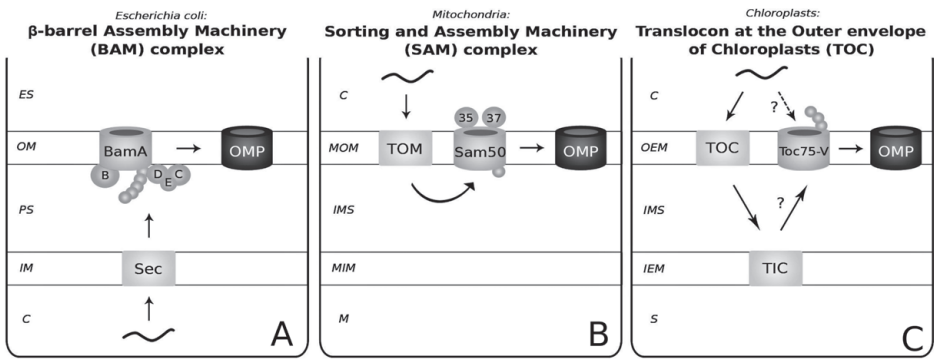 Escherichia coli:
β-barrel Assembly Machinery
(BAM) complex
ES
OM
BamA
OMP
B
D
E
C
PS
IM
Sec
C
A
Mitochondria:
Sorting and Assembly Machinery
(SAM) complex
C
35
37
MOM
TOM
Sam50
OMP
IMS
MIM
M
B
Chloroplasts:
Translocon at the Outer envelope
of Chloroplasts (TOC)
C
?
OEM
TOC
Toc75-V
OMP
IMS
?
IEM
TIC
S
C